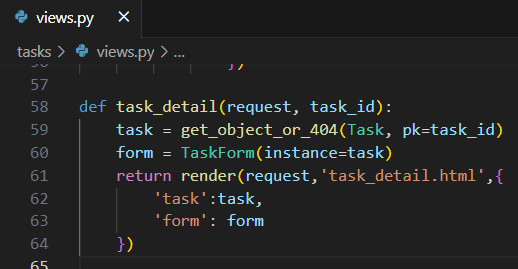 views.py
tasks > views.py > ...
})
57
58 def task_detail(request, task_id):
59 task = get_object_or_404(Task, pk=task_id)
60 form = TaskForm(instance=task)
61 return render(request,'task_detail.html',{
62 'task':task,
63 'form': form
64 })
65